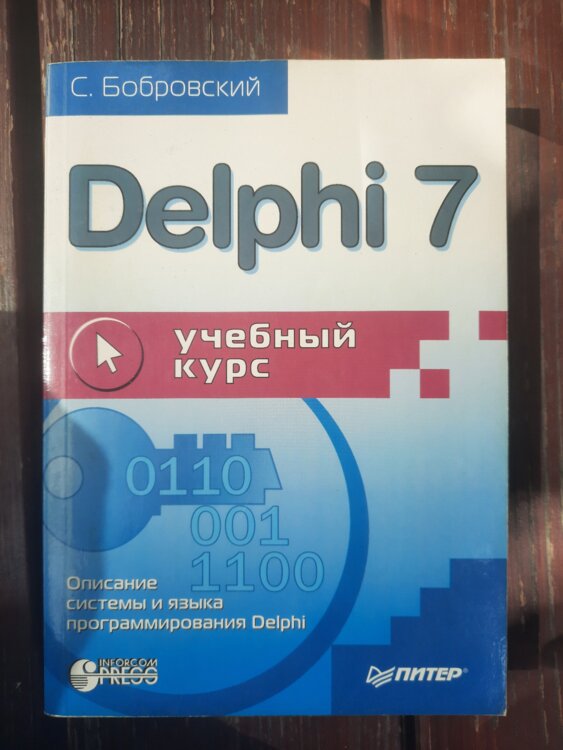 С. Бобровский
Delphi 7
учебный
курс
0110
001
1100
Описание
системы и языка
программирования Delphi
INFORCOM
PRESS
ПИТЕР